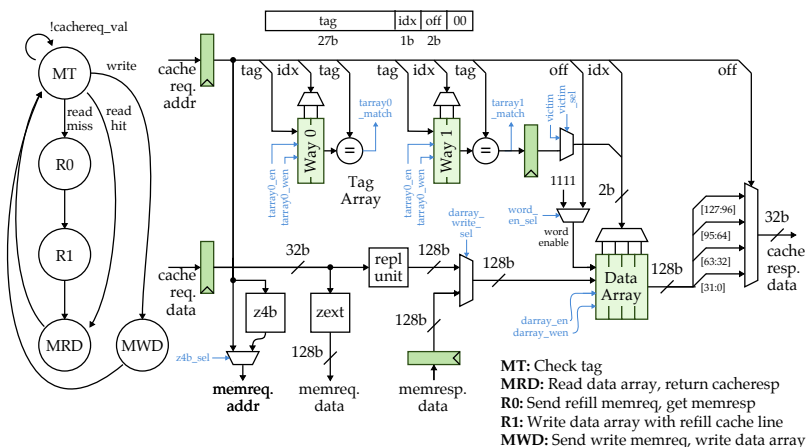 tag idx off 00
27b 1b 2b
!cachereq_val
MT
write
read miss
read hit
R0
R1
MRD
MWD
cache req. addr
tag idx tag
tag idx tag
off idx
off
tarray0_match
tarray1_match
victim
victim_sel
Way 0
=
Way 1
=
tarray0_en
tarray0_wen
tarray0_en
tarray0_wen
Tag Array
1111
2b
word_en_sel
word enable
darray_write_sel
cache req. data
32b
repl unit
128b
128b
z4b
zext
128b
z4b_sel
128b
memreq. addr
memreq. data
memresp. data
Data Array
darray_en
darray_wen
128b
[127:96]
[95:64]
[63:32]
[31:0]
32b
cache resp. data
MT: Check tag
MRD: Read data array, return cacheresp
R0: Send refill memreq, get memresp
R1: Write data array with refill cache line
MWD: Send write memreq, write data array